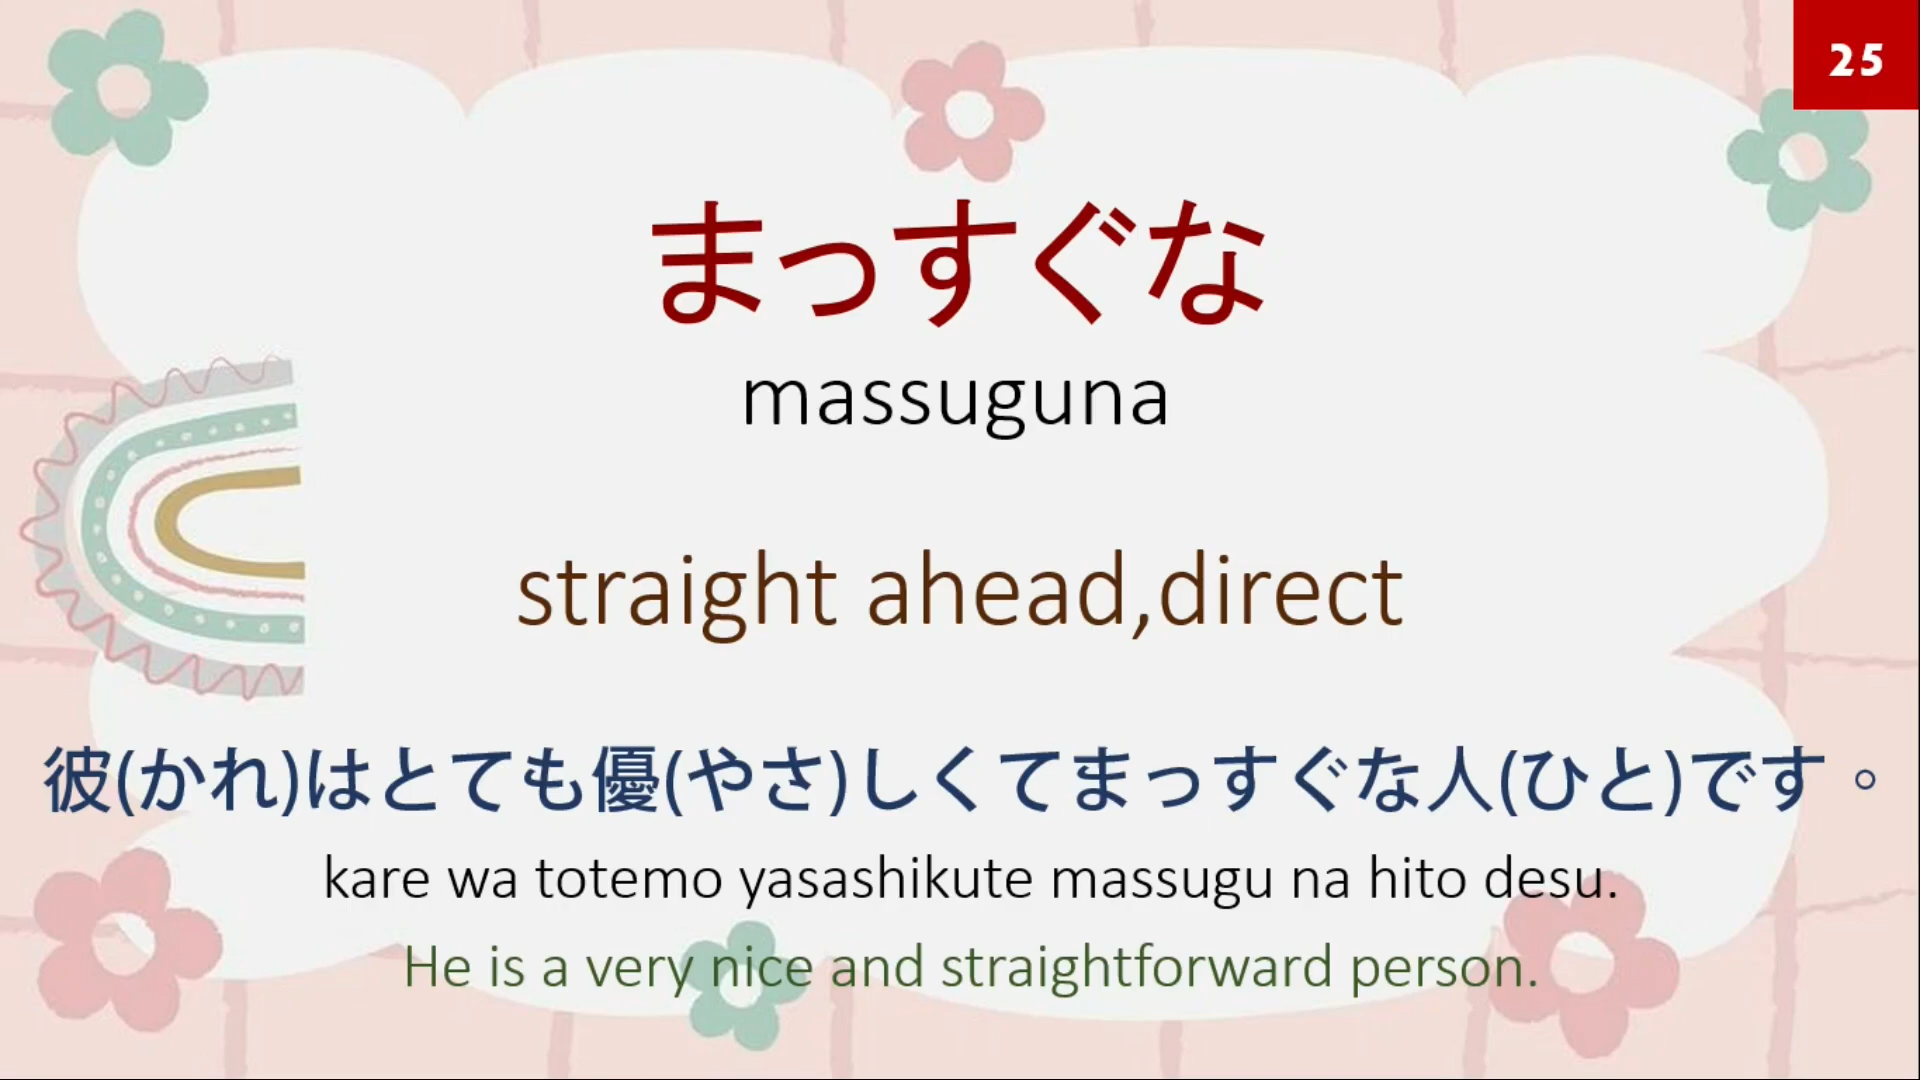 25
まっすぐな
massuguna
straight ahead,direct
彼(かれ)はとても優(やさ)しくてまっすぐな人(ひと)です。
kare wa totemo yasashikute massugu na hito desu.
He is a very nice and straightforward person.